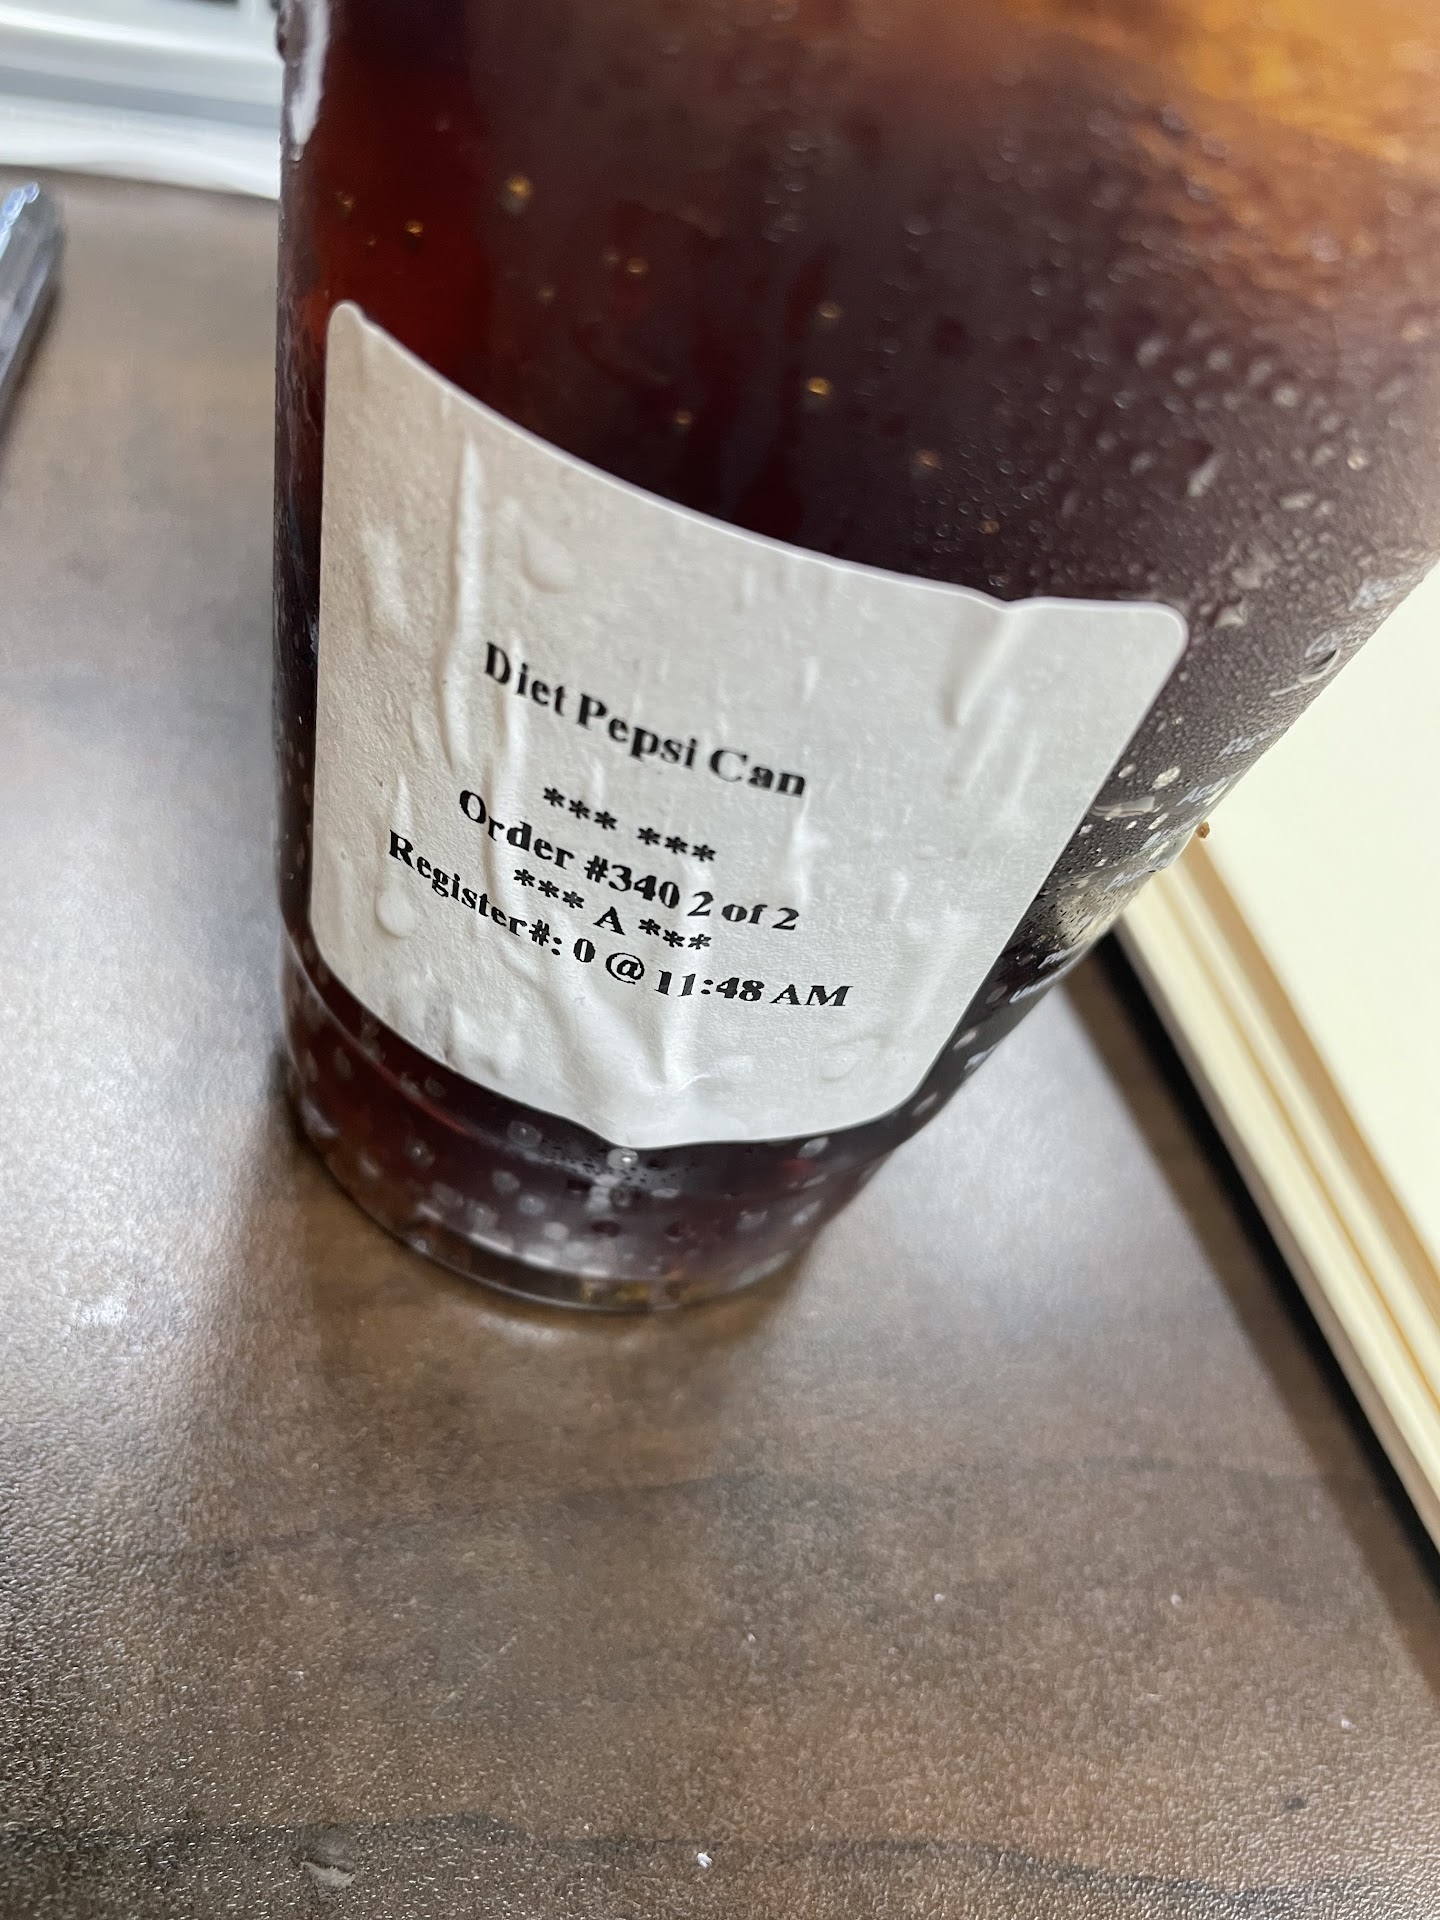 Diet Pepsi Can
*** ***
Order #340 2 of 2
*** A ***
Register#: 0 @ 11:48 AM